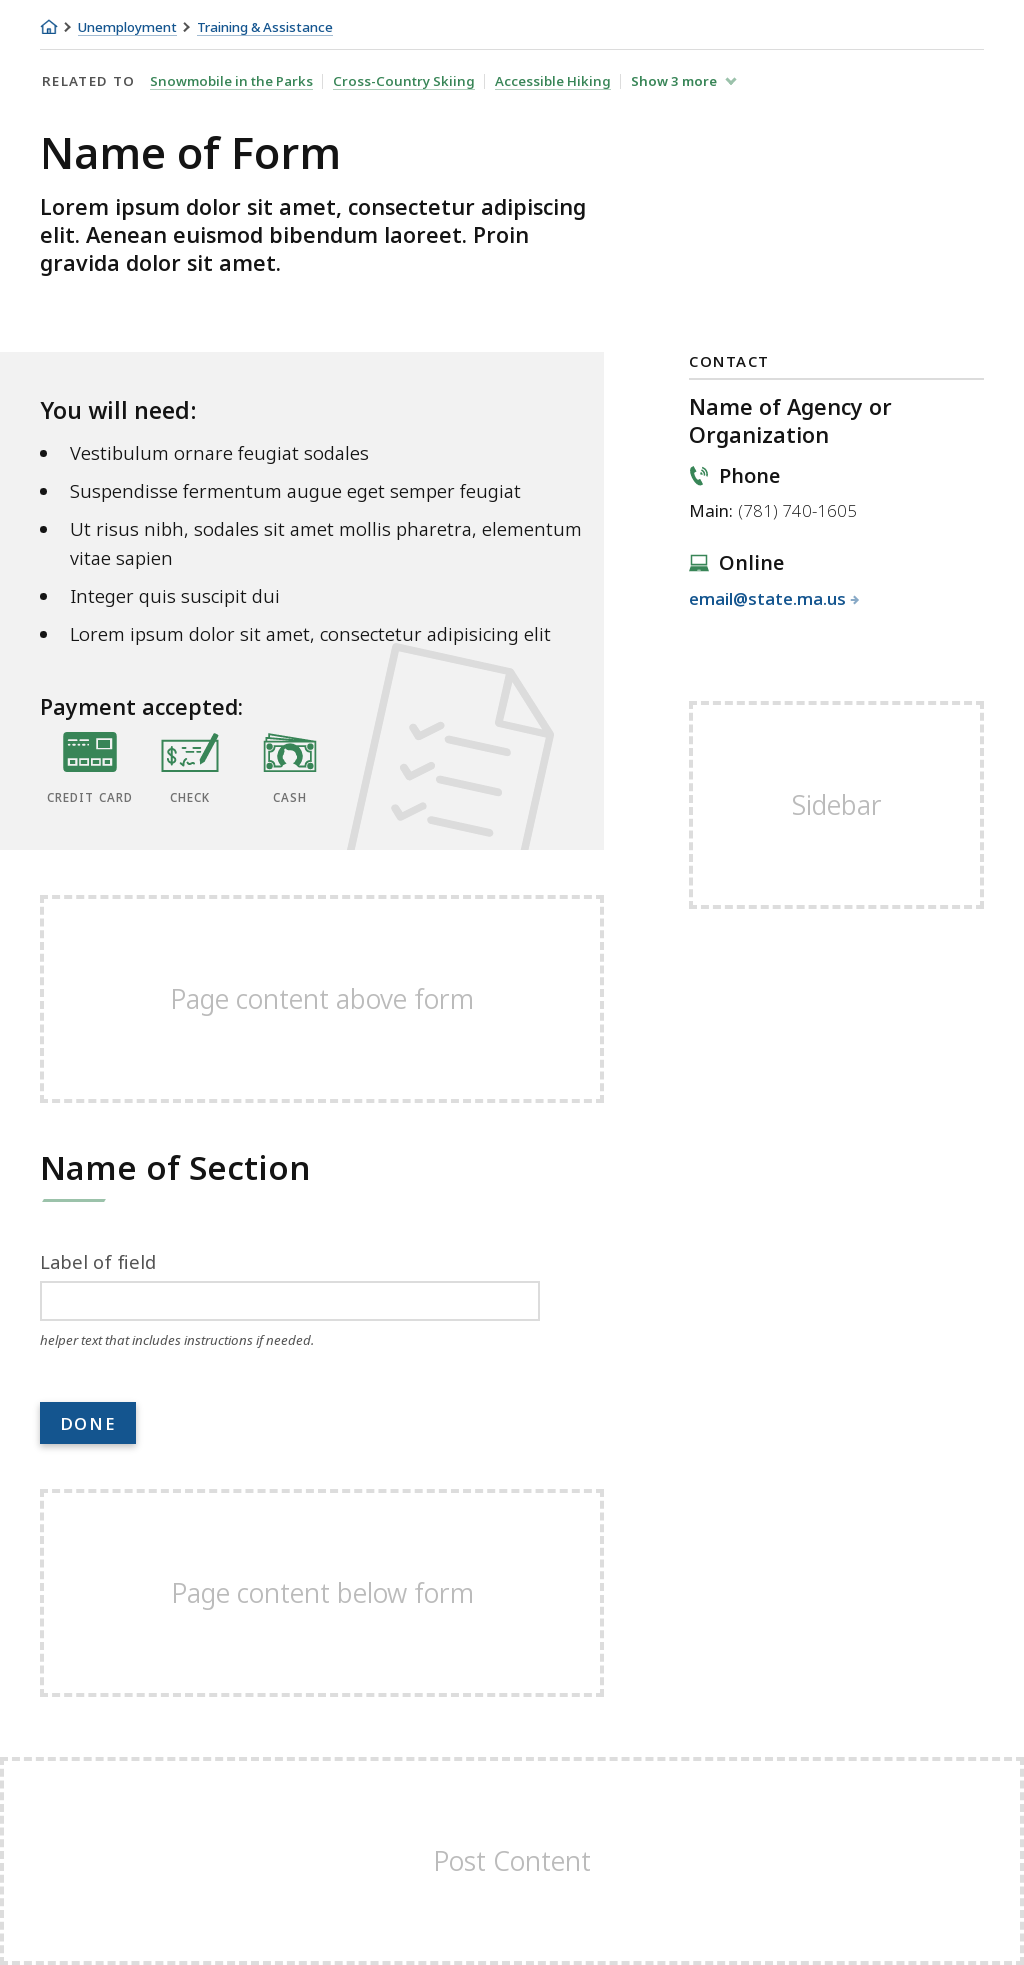 Unemployment Training & Assistance
RELATED TO Snowmobile in the Parks Cross-Country Skiing Accessible Hiking Show 3 more
Name of Form
Lorem ipsum dolor sit amet, consectetur adipiscing
elit. Aenean euismod bibendum laoreet. Proin
gravida dolor sit amet.
You will need:
Vestibulum ornare feugiat sodales
Suspendisse fermentum augue eget semper feugiat
Ut risus nibh, sodales sit amet mollis pharetra, elementum
vitae sapien
Integer quis suscipit dui
Lorem ipsum dolor sit amet, consectetur adipisicing elit
Payment accepted:
CREDIT CARD CHECK CASH
CONTACT
Name of Agency or
Organization
Phone
Main: (781) 740-1605
Online
email@state.ma.us
Sidebar
Page content above form
Name of Section
Label of field
helper text that includes instructions if needed.
DONE
Page content below form
Post Content